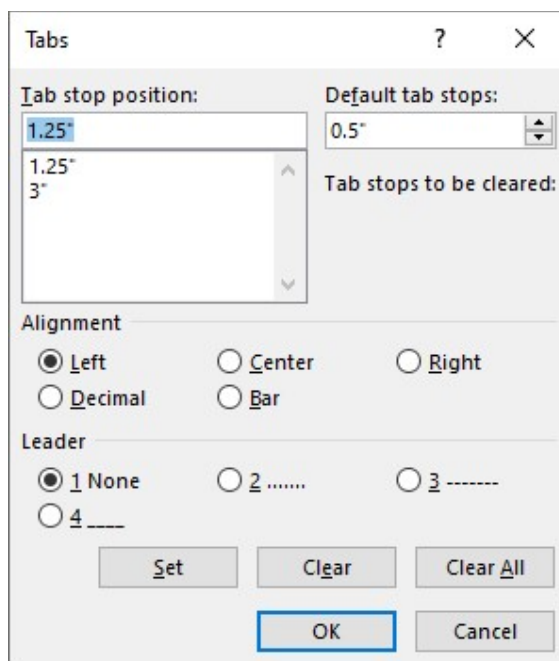 Tabs ? ×
Tab stop position: Default tab stops:
1.25" 0.5"
1.25"
3"
Tab stops to be cleared:
Alignment
Left Center Right
Decimal Bar
Leader
1 None 2 ....... 3 -------
4 ____
Set Clear Clear All
OK Cancel